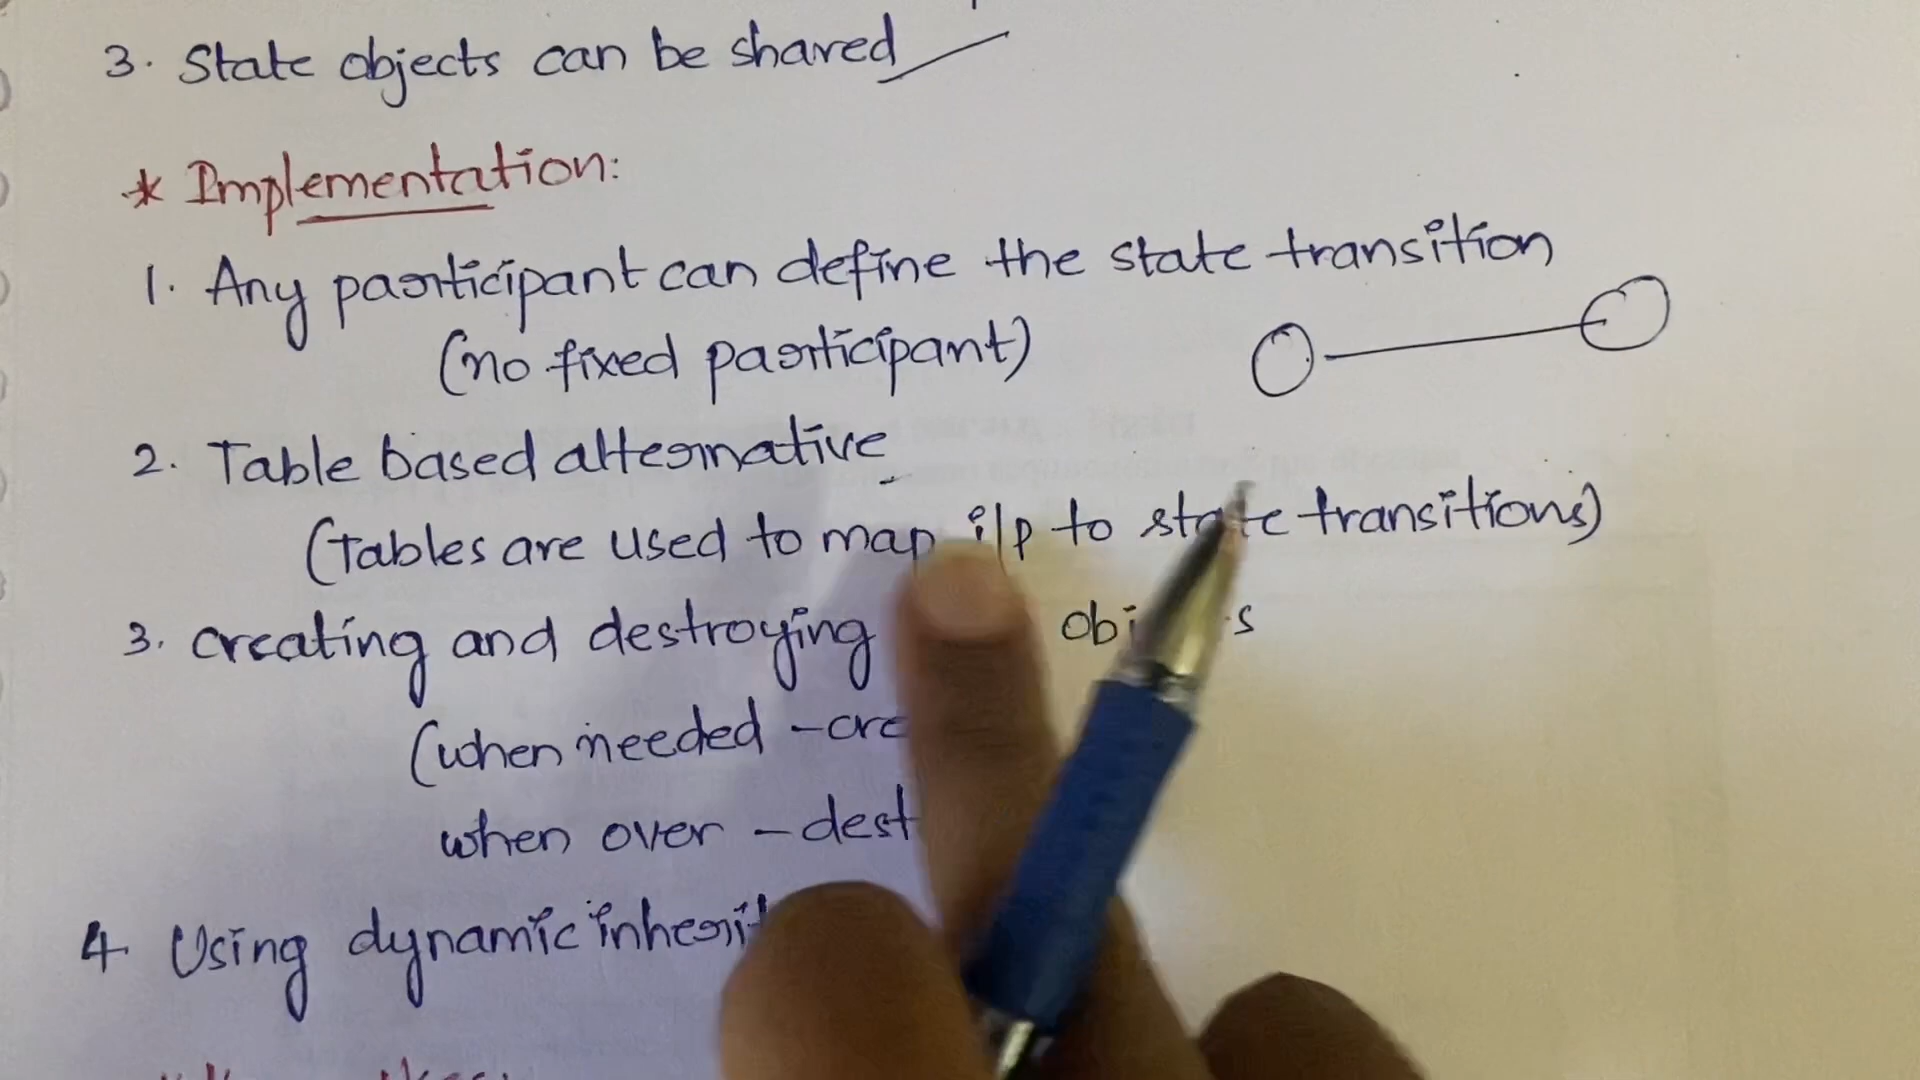 3. State objects can be shared
* Implementation:
1. Any participant can define the state transition
(no fixed participant)
2. Table based alternative
(Tables are used to map i/p to state transitions)
3. creating and destroying objects
(when needed -
when over -
4. Using dynamic